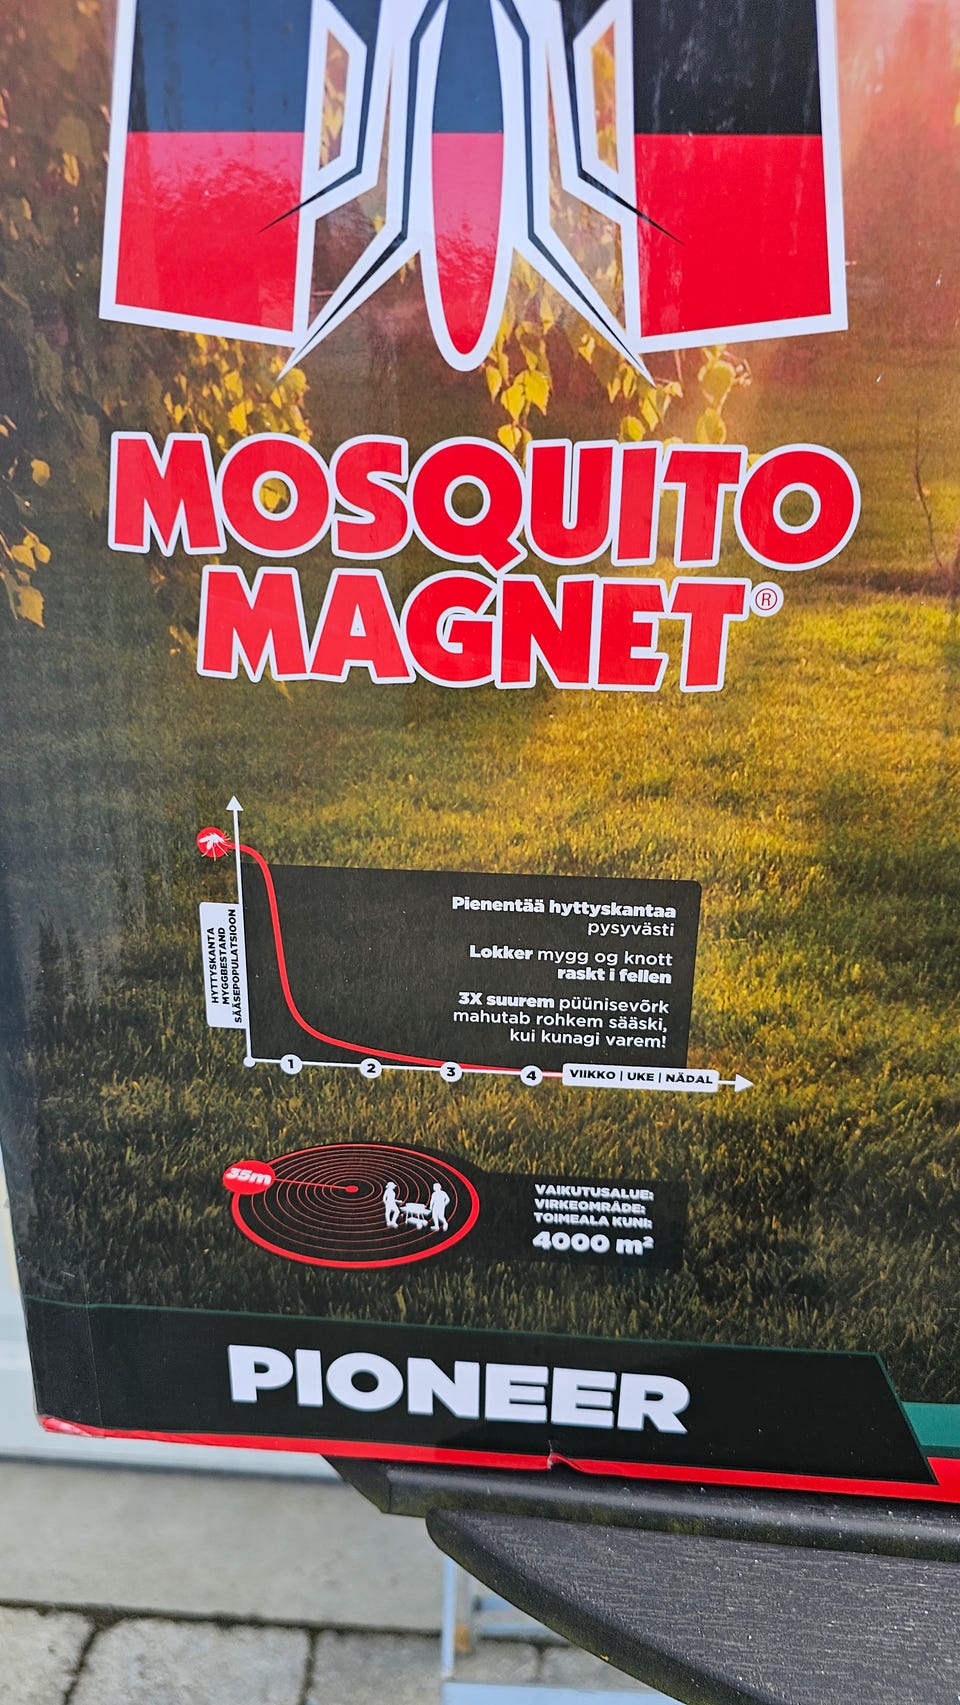 MOSQUITO
MAGNET®
HYTTYSKANTA
MYGGBESTAND
SÄÄSEPOPULATSIOON
Pienentää hyttyskantaa
pysyvästi
Lokker mygg og knott
raskt i fellen
3X suurem püünisevõrk
mahutab rohkem sääski,
kui kunagi varem!
1 2 3 4 VIIKKO | UKE | NÄDAL
35m
VAIKUTUSALUE:
VIRKEOMRÅDE:
TOIMEALA KUNI:
4000 m²
PIONEER